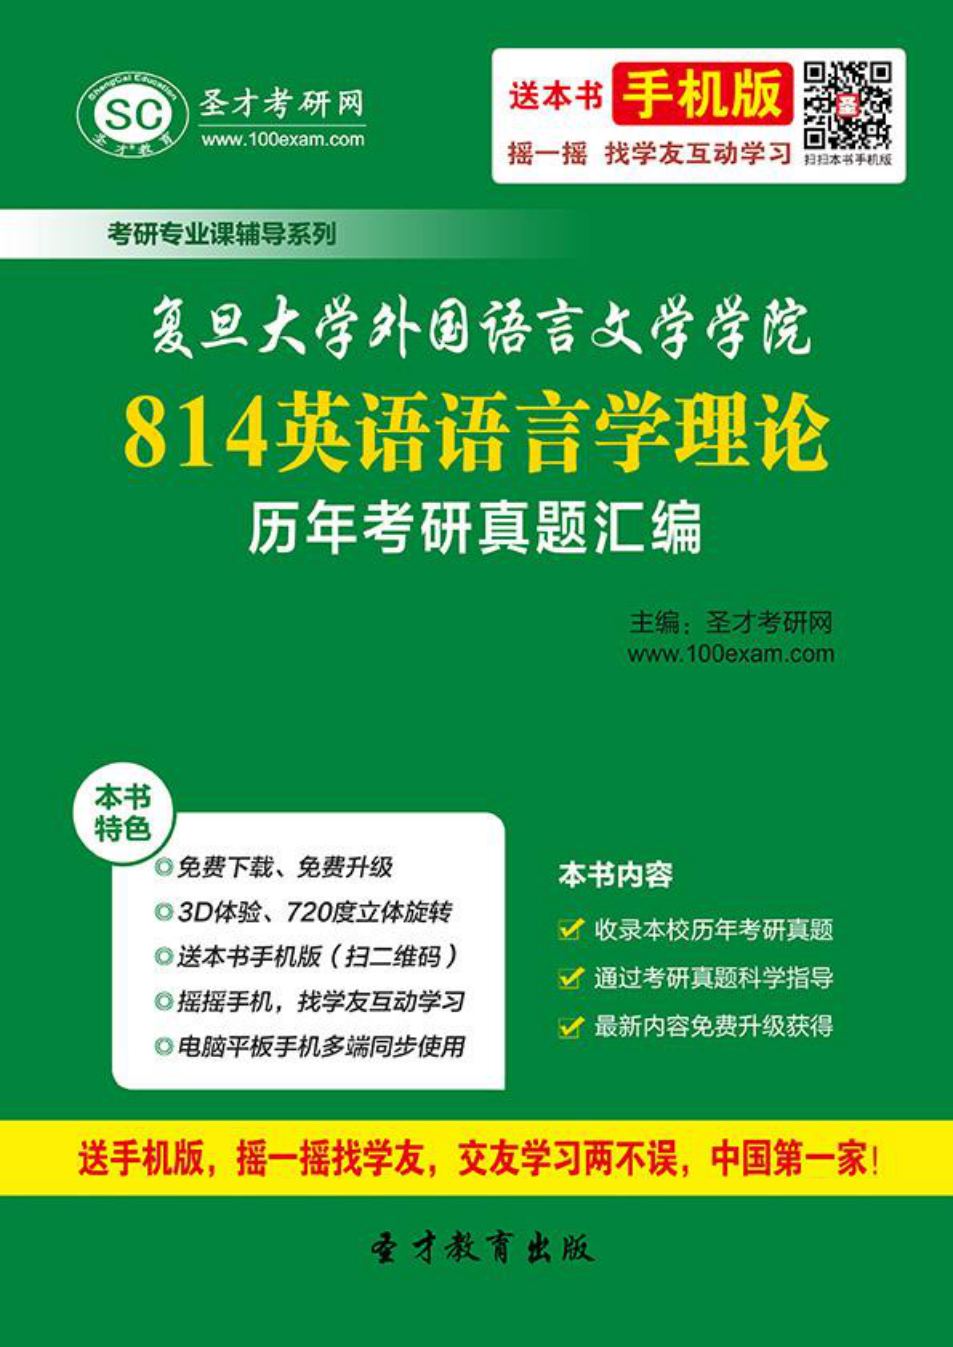 ShengCai Education
SC
圣才教育
圣才考研网
www.100exam.com
送本书 手机版
摇一摇 找学友互动学习
圣
扫扫本书手机版
考研专业课辅导系列
复旦大学外国语言文学学院
814英语语言学理论
历年考研真题汇编
主编：圣才考研网
www.100exam.com
本书
特色
免费下载、免费升级
3D体验、720度立体旋转
送本书手机版（扫二维码）
摇摇手机，找学友互动学习
电脑平板手机多端同步使用
本书内容
收录本校历年考研真题
通过考研真题科学指导
最新内容免费升级获得
送手机版，摇一摇找学友，交友学习两不误，中国第一家！
圣才教育出版